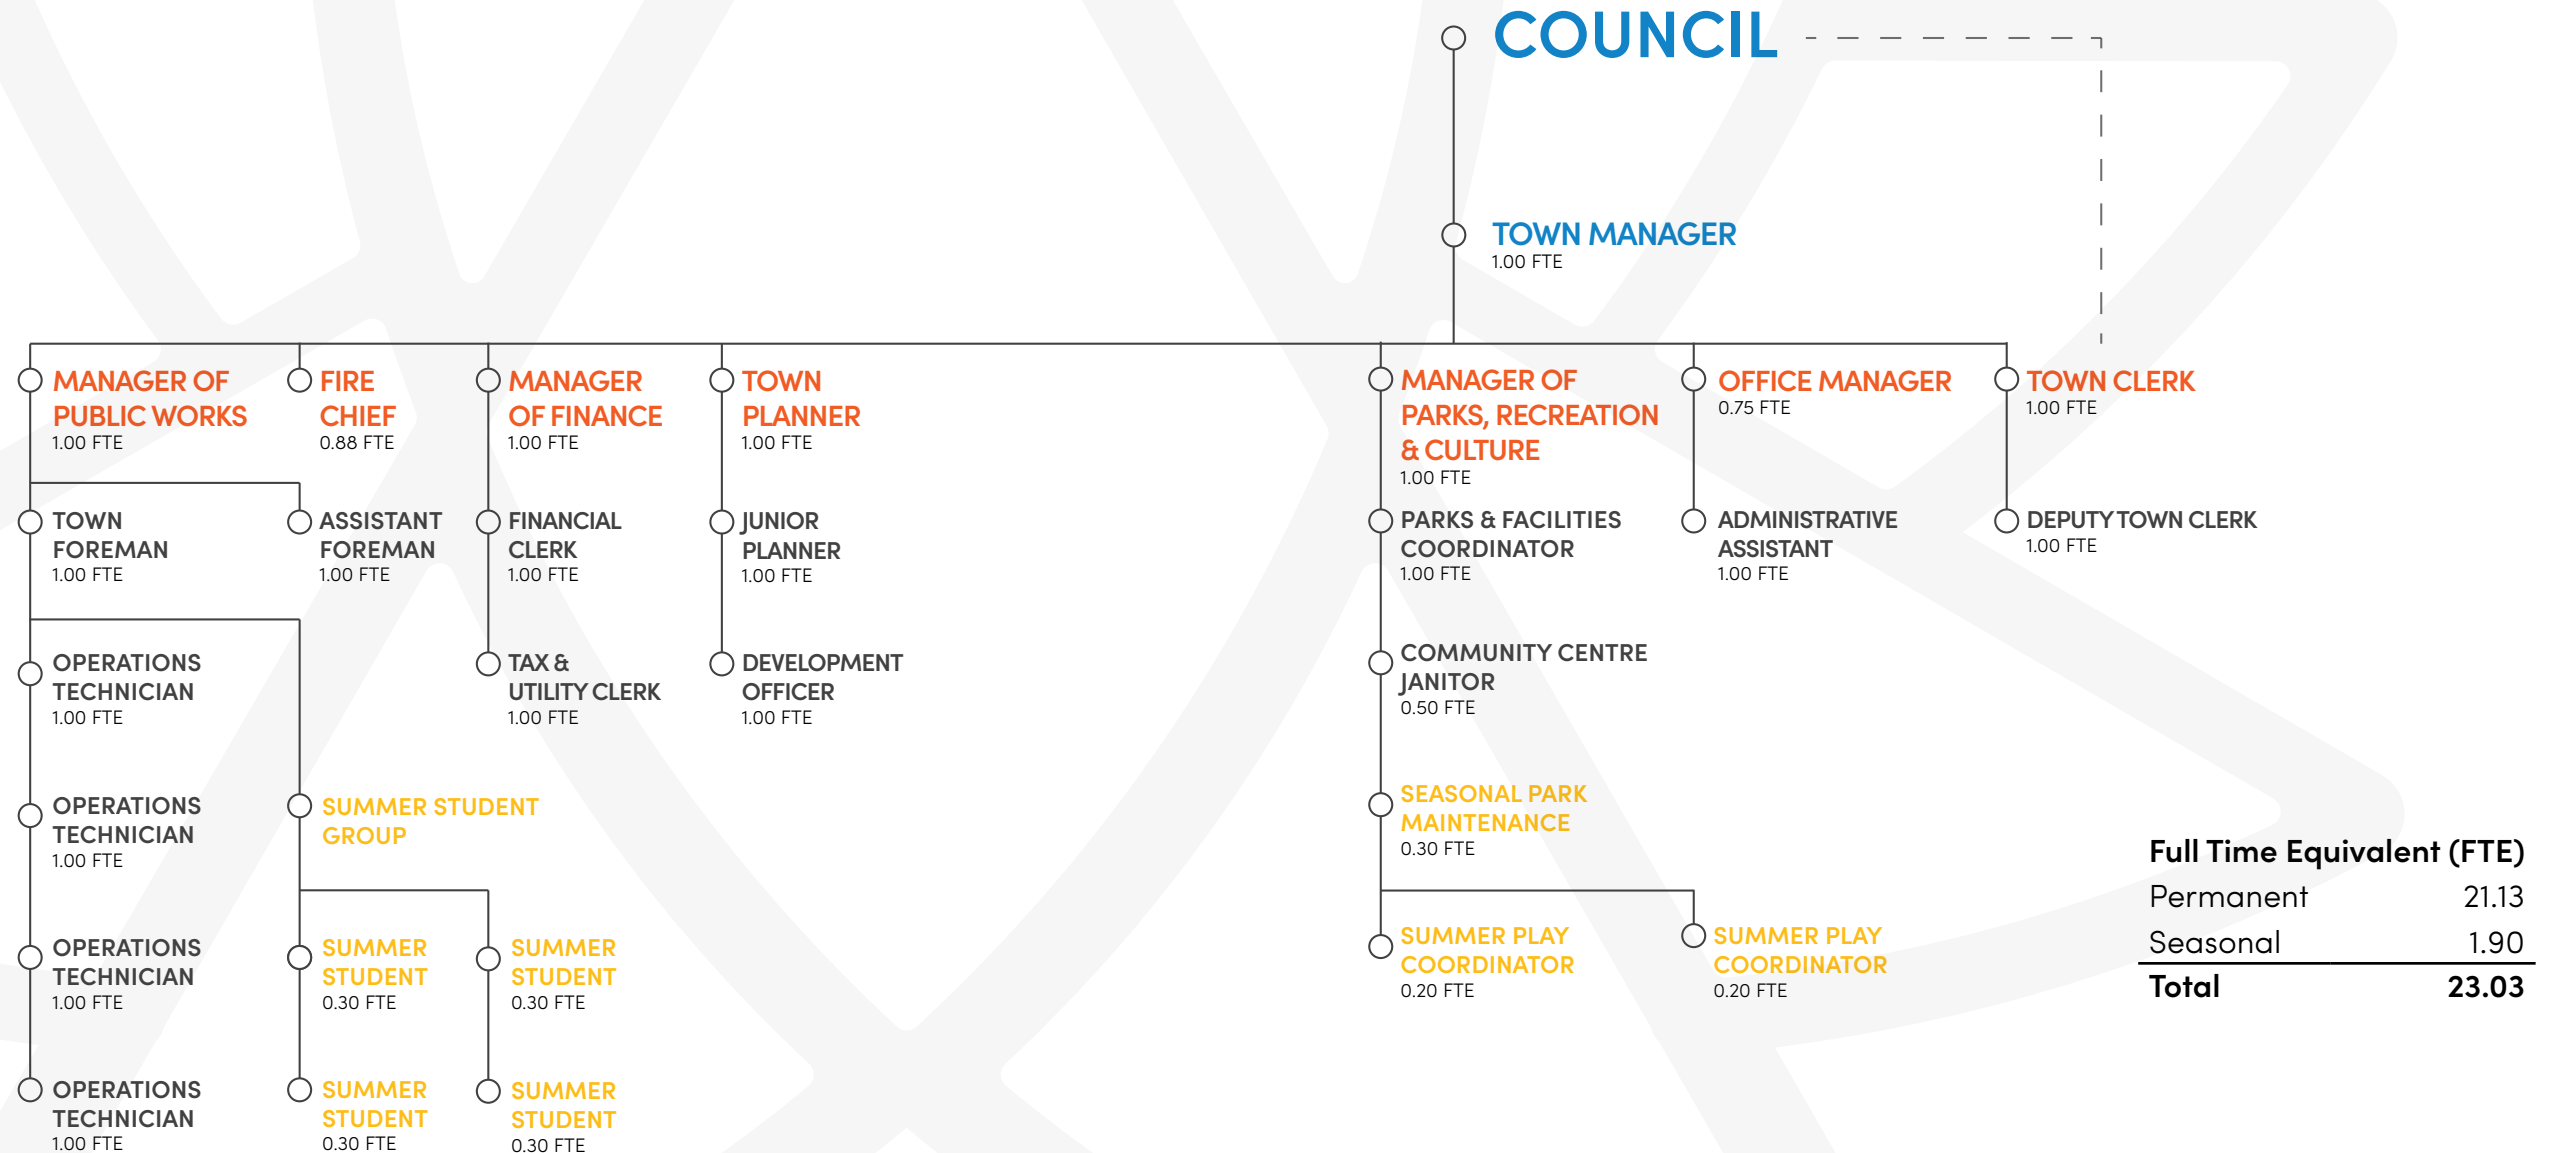 COUNCIL
TOWN MANAGER
1.00 FTE
MANAGER OF
PUBLIC WORKS
1.00 FTE
FIRE
CHIEF
0.88 FTE
MANAGER
OF FINANCE
1.00 FTE
TOWN
PLANNER
1.00 FTE
MANAGER OF
PARKS, RECREATION
& CULTURE
1.00 FTE
OFFICE MANAGER
0.75 FTE
TOWN CLERK
1.00 FTE
TOWN
FOREMAN
1.00 FTE
ASSISTANT
FOREMAN
1.00 FTE
FINANCIAL
CLERK
1.00 FTE
JUNIOR
PLANNER
1.00 FTE
PARKS & FACILITIES
COORDINATOR
1.00 FTE
ADMINISTRATIVE
ASSISTANT
1.00 FTE
DEPUTY TOWN CLERK
1.00 FTE
OPERATIONS
TECHNICIAN
1.00 FTE
TAX &
UTILITY CLERK
1.00 FTE
DEVELOPMENT
OFFICER
1.00 FTE
COMMUNITY CENTRE
JANITOR
0.50 FTE
OPERATIONS
TECHNICIAN
1.00 FTE
SUMMER STUDENT
GROUP
SEASONAL PARK
MAINTENANCE
0.30 FTE
OPERATIONS
TECHNICIAN
1.00 FTE
SUMMER
STUDENT
0.30 FTE
SUMMER
STUDENT
0.30 FTE
SUMMER PLAY
COORDINATOR
0.20 FTE
SUMMER PLAY
COORDINATOR
0.20 FTE
OPERATIONS
TECHNICIAN
1.00 FTE
SUMMER
STUDENT
0.30 FTE
SUMMER
STUDENT
0.30 FTE
Full Time Equivalent (FTE)
Permanent 21.13
Seasonal 1.90
Total 23.03